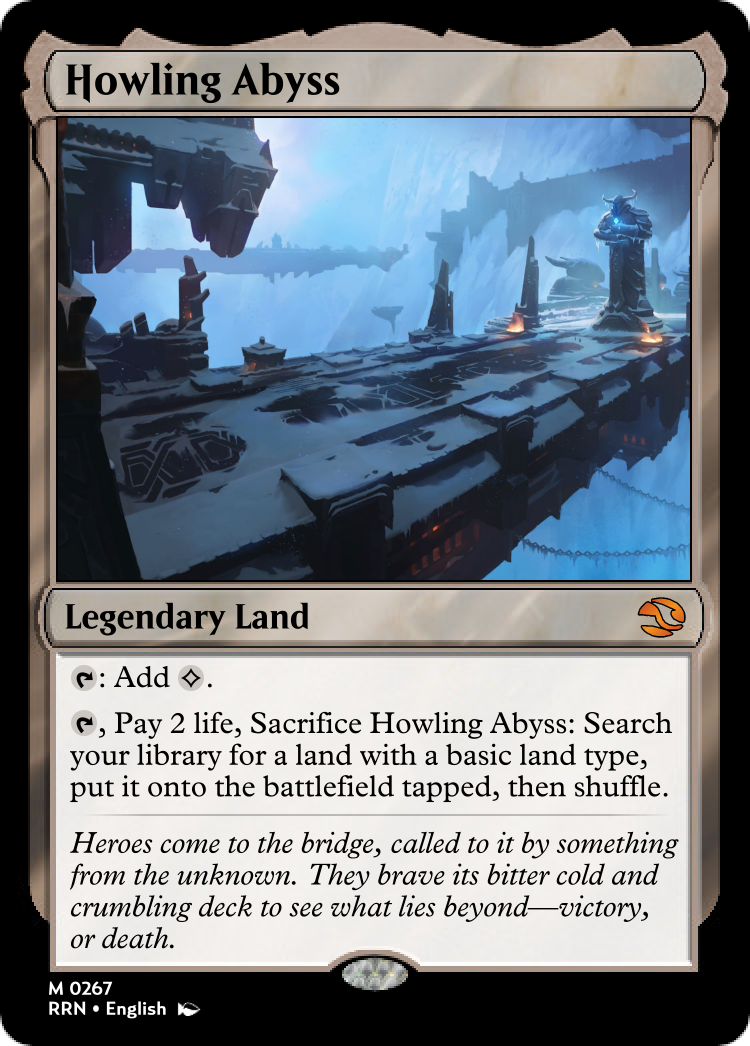 Howling Abyss
Legendary Land
: Add .
, Pay 2 life, Sacrifice Howling Abyss: Search
your library for a land with a basic land type,
put it onto the battlefield tapped, then shuffle.
Heroes come to the bridge, called to it by something
from the unknown. They brave its bitter cold and
crumbling deck to see what lies beyond—victory,
or death.
M 0267
RRN • English